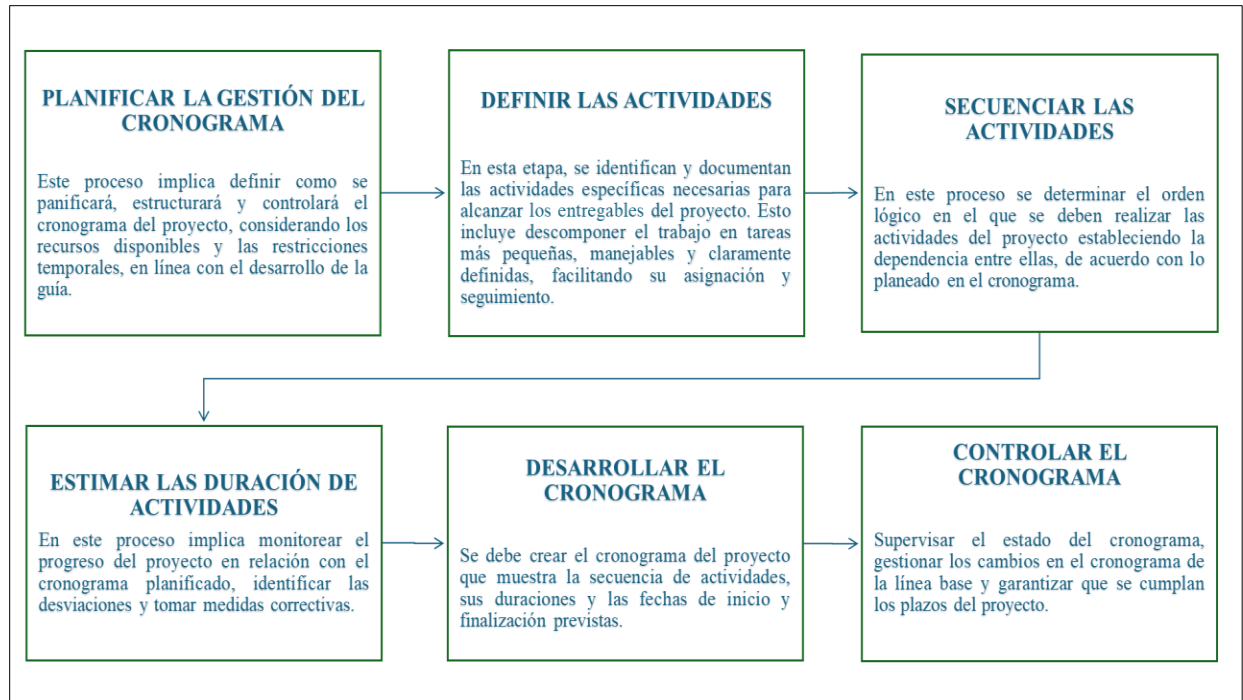 PLANIFICAR LA GESTIÓN DEL
CRONOGRAMA
Este proceso implica definir como se
panificará, estructurará y controlará el
cronograma del proyecto, considerando los
recursos disponibles y las restricciones
temporales, en línea con el desarrollo de la
guía.
DEFINIR LAS ACTIVIDADES
En esta etapa, se identifican y documentan
las actividades específicas necesarias para
alcanzar los entregables del proyecto. Esto
incluye descomponer el trabajo en tareas
más pequeñas, manejables y claramente
definidas, facilitando su asignación y
seguimiento.
SECUENCIAR LAS
ACTIVIDADES
En este proceso se determinar el orden
lógico en el que se deben realizar las
actividades del proyecto estableciendo la
dependencia entre ellas, de acuerdo con lo
planeado en el cronograma.
ESTIMAR LAS DURACIÓN DE
ACTIVIDADES
En este proceso implica monitorear el
progreso del proyecto en relación con el
cronograma planificado, identificar las
desviaciones y tomar medidas correctivas.
DESARROLLAR EL
CRONOGRAMA
Se debe crear el cronograma del proyecto
que muestra la secuencia de actividades,
sus duraciones y las fechas de inicio y
finalización previstas.
CONTROLAR EL
CRONOGRAMA
Supervisar el estado del cronograma,
gestionar los cambios en el cronograma de
la línea base y garantizar que se cumplan
los plazos del proyecto.